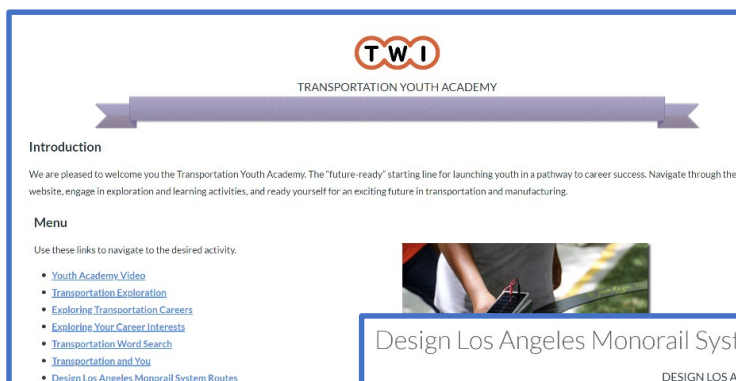 TWI
TRANSPORTATION YOUTH ACADEMY
Introduction
We are pleased to welcome you the Transportation Youth Academy. The "future-ready" starting line for launching youth in a pathway to career success. Navigate through the
website, engage in exploration and learning activities, and ready yourself for an exciting future in transportation and manufacturing.
Menu
Use these links to navigate to the desired activity.
• Youth Academy Video
• Transportation Exploration
• Exploring Transportation Careers
• Exploring Your Career Interests
• Transportation Word Search
• Transportation and You
• Design Los Angeles Monorail System Routes
Design Los Angeles Monorail Syst
DESIGN LOS A